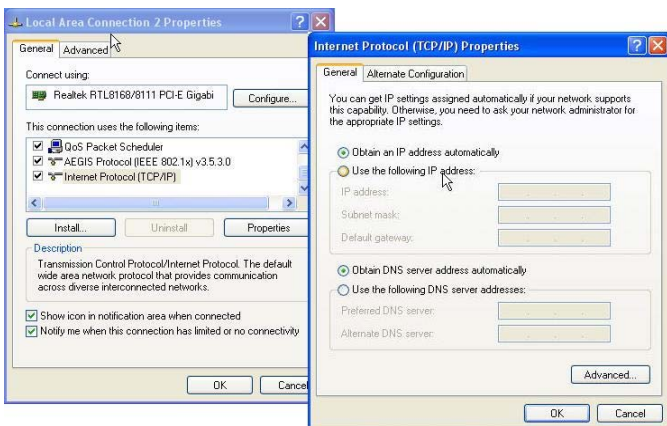 Local Area Connection 2 Properties
General Advanced
Connect using:
Realtek RTL8168/8111 PCI-E Gigabi
Configure...
This connection uses the following items:
QoS Packet Scheduler
AEGIS Protocol (IEEE 802.1x) v3.5.3.0
Internet Protocol (TCP/IP)
Install... Uninstall Properties
Description
Transmission Control Protocol/Internet Protocol. The default
wide area network protocol that provides communication
across diverse interconnected networks.
Show icon in notification area when connected
Notify me when this connection has limited or no connectivity
OK Cancel
Internet Protocol (TCP/IP) Properties
General Alternate Configuration
You can get IP settings assigned automatically if your network supports
this capability. Otherwise, you need to ask your network administrator for
the appropriate IP settings.
Obtain an IP address automatically
Use the following IP address:
IP address:
Subnet mask:
Default gateway:
Obtain DNS server address automatically
Use the following DNS server addresses:
Preferred DNS server:
Alternate DNS server:
Advanced...
OK Cancel